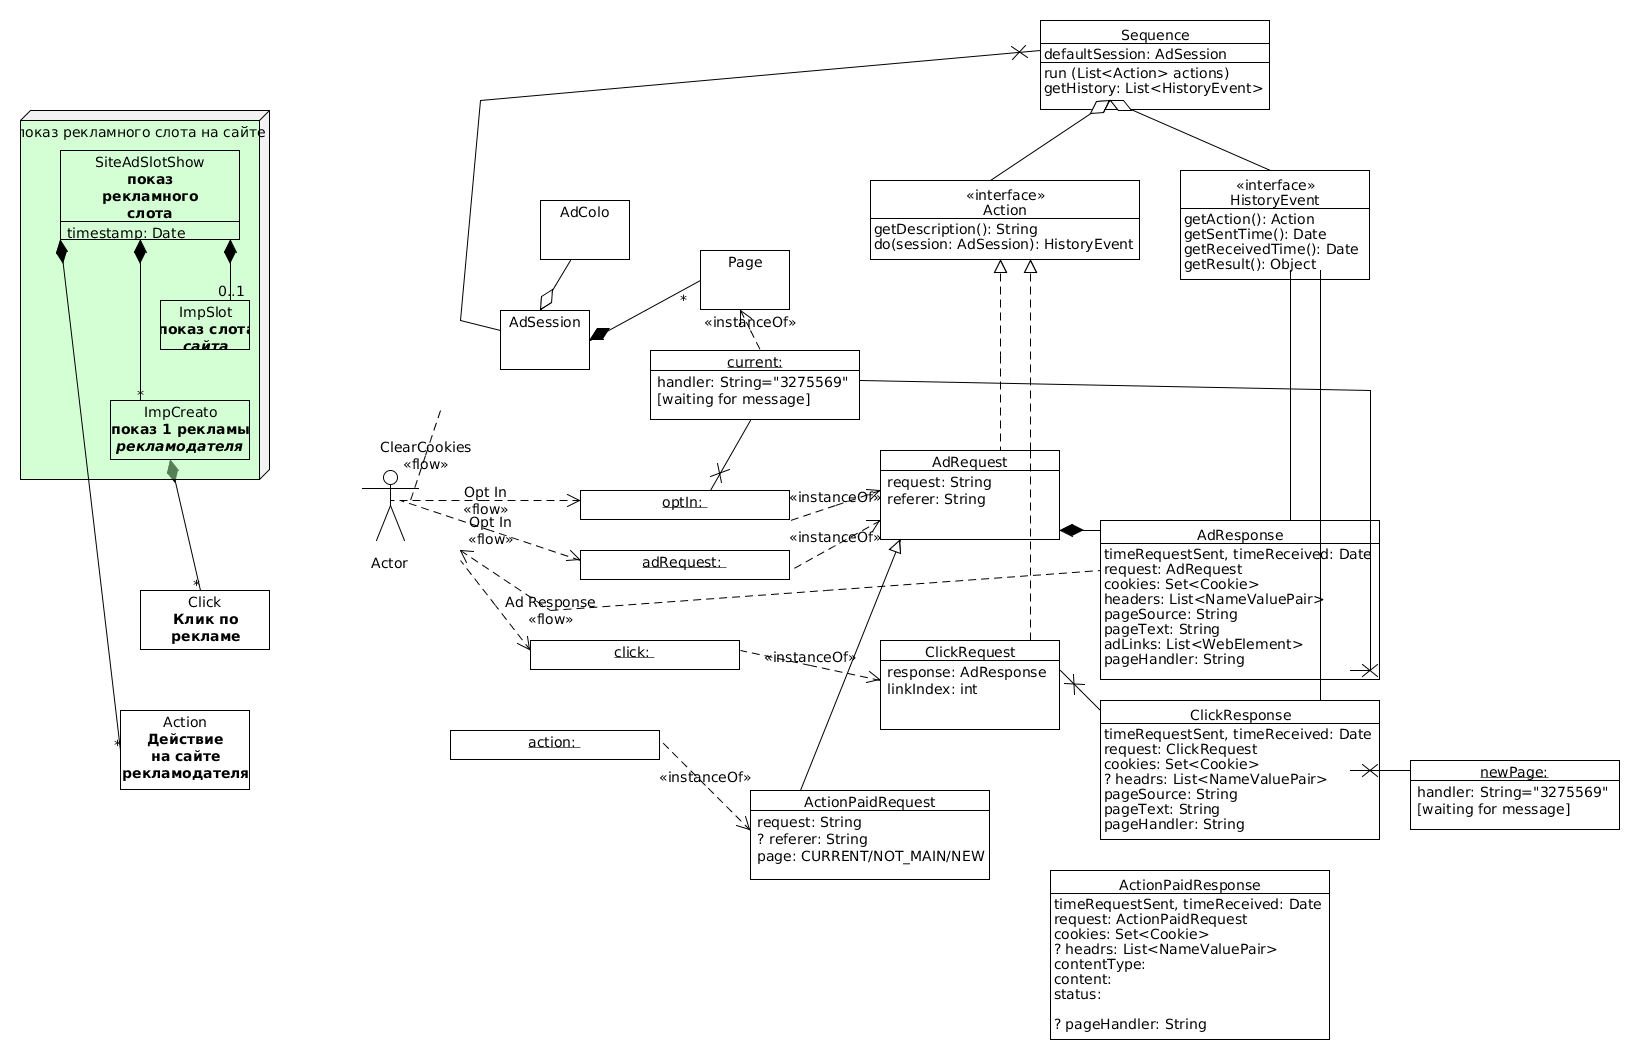 показ рекламного слота на сайте
SiteAdSlotShow
показ
рекламного
слота
timestamp: Date
0..1
ImpSlot
показ слота
сайта
*
ImpCreato
показ 1 рекламы
рекламодателя
*
Click
Клик по
рекламе
*
Action
Действие
на сайте
рекламодателя
Sequence
defaultSession: AdSession
run (List<Action> actions)
getHistory: List<HistoryEvent>
«interface»
Action
getDescription(): String
do(session: AdSession): HistoryEvent
«interface»
HistoryEvent
getAction(): Action
getSentTime(): Date
getReceivedTime(): Date
getResult(): Object
AdColo
Page
*
AdSession
«instanceOf»
current:
handler: String="3275569"
[waiting for message]
ClearCookies
«flow»
Actor
Opt In
«flow»
Opt In
«flow»
optIn:
«instanceOf»
adRequest:
«instanceOf»
AdRequest
request: String
referer: String
AdResponse
timeRequestSent, timeReceived: Date
request: AdRequest
cookies: Set<Cookie>
headers: List<NameValuePair>
pageSource: String
pageText: String
adLinks: List<WebElement>
pageHandler: String
Ad Response
«flow»
click:
«instanceOf»
ClickRequest
response: AdResponse
linkIndex: int
ClickResponse
timeRequestSent, timeReceived: Date
request: ClickRequest
cookies: Set<Cookie>
? headrs: List<NameValuePair>
pageSource: String
pageText: String
pageHandler: String
newPage:
handler: String="3275569"
[waiting for message]
action:
«instanceOf»
ActionPaidRequest
request: String
? referer: String
page: CURRENT/NOT_MAIN/NEW
ActionPaidResponse
timeRequestSent, timeReceived: Date
request: ActionPaidRequest
cookies: Set<Cookie>
? headrs: List<NameValuePair>
contentType:
content:
status:
? pageHandler: String